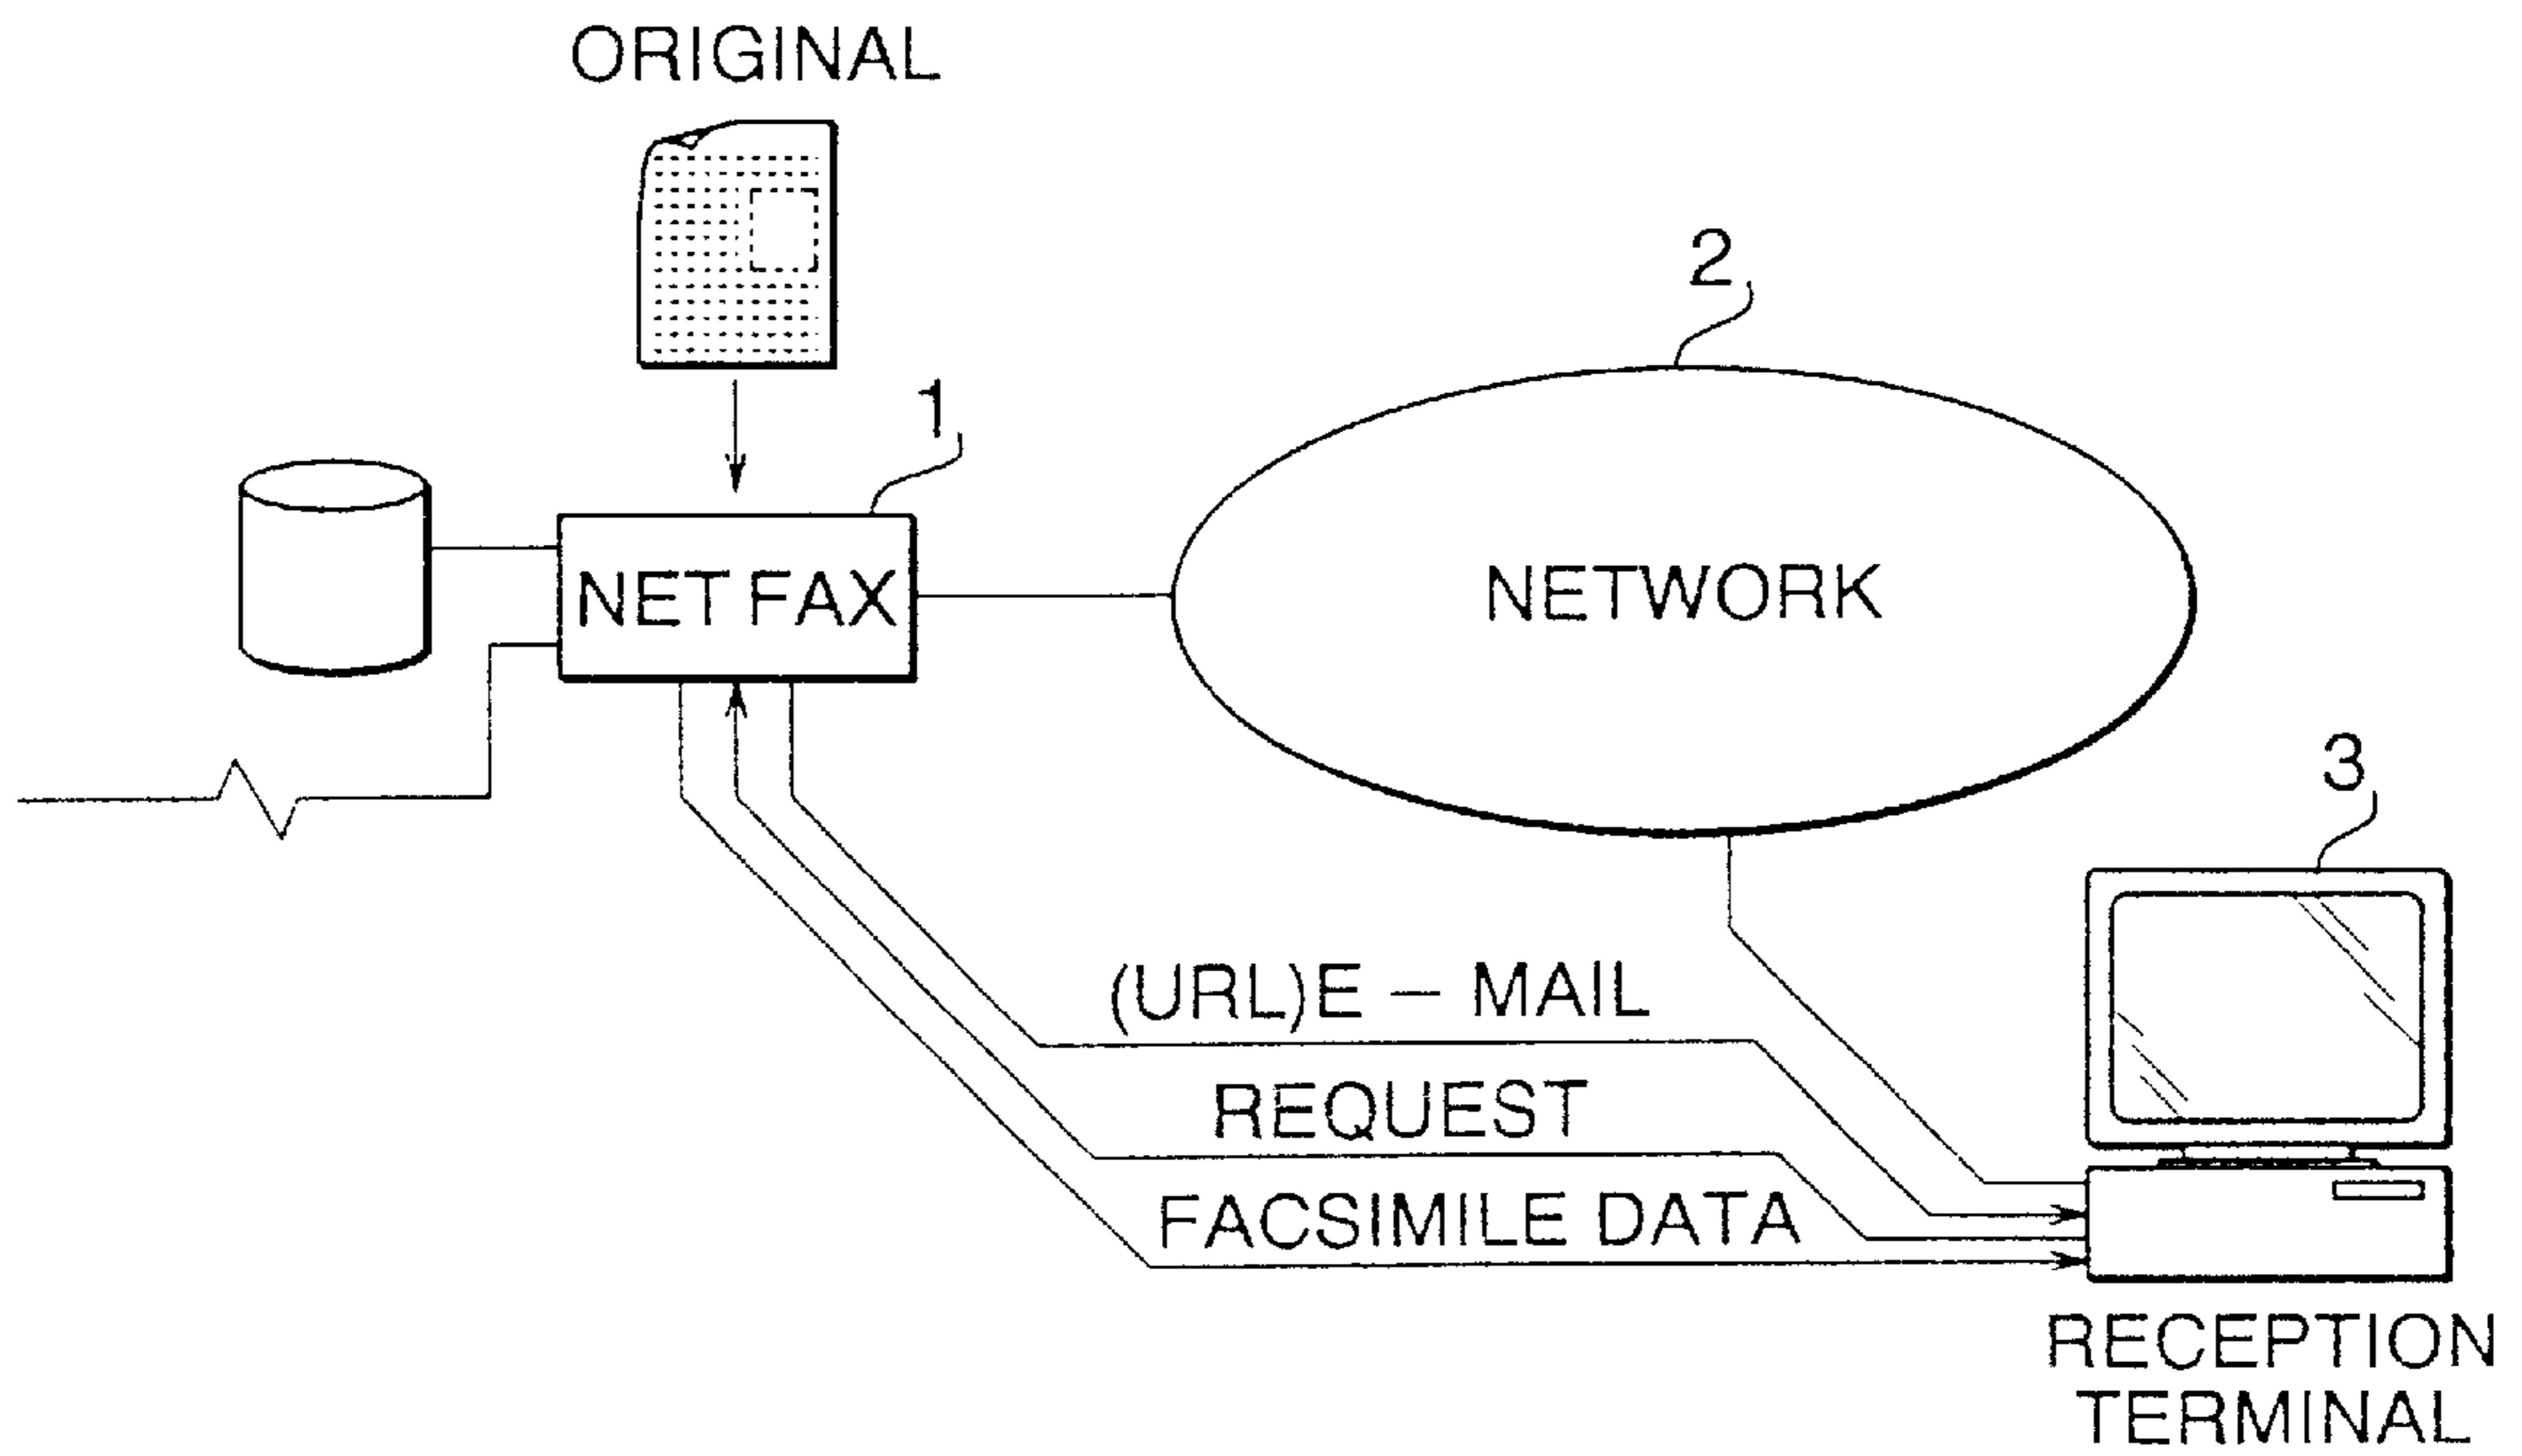 ORIGINAL
2
1
NET FAX
NETWORK
3
(URL)E – MAIL
REQUEST
FACSIMILE DATA
RECEPTION
TERMINAL